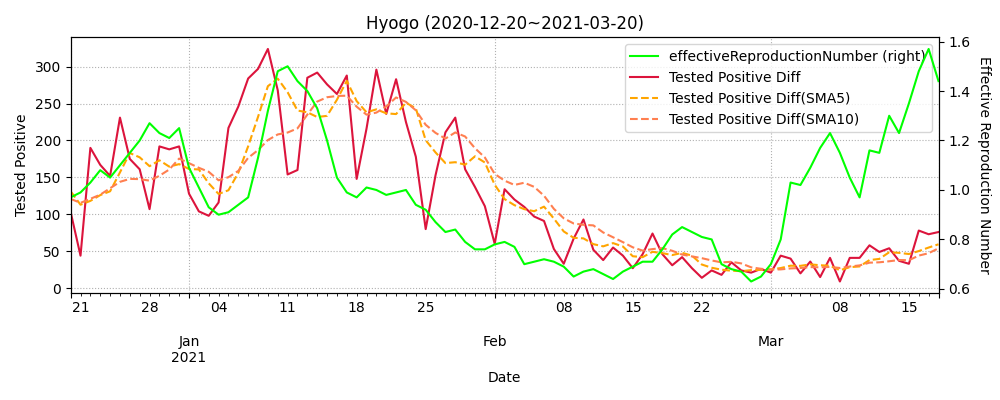 Hyogo (2020-12-20~2021-03-20)
effectiveReproductionNumber (right)
Tested Positive Diff
Tested Positive Diff(SMA5)
Tested Positive Diff(SMA10)
Tested Positive
300
250
200
150
100
50
0
Effective Reproduction Number
1.6
1.4
1.2
1.0
0.8
0.6
21 28 04 11 18 25 08 15 22 08 15
Jan Feb Mar
2021
Date